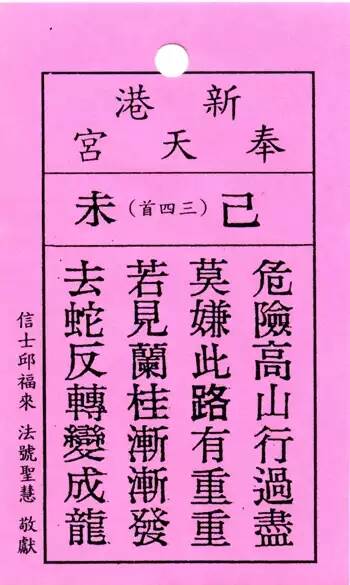 新港
奉天宮
己（三四首）未
危險高山行過盡
莫嫌此路有重重
若見蘭桂漸漸發
去蛇反轉變成龍
信士邱福來 法號聖慧 敬獻